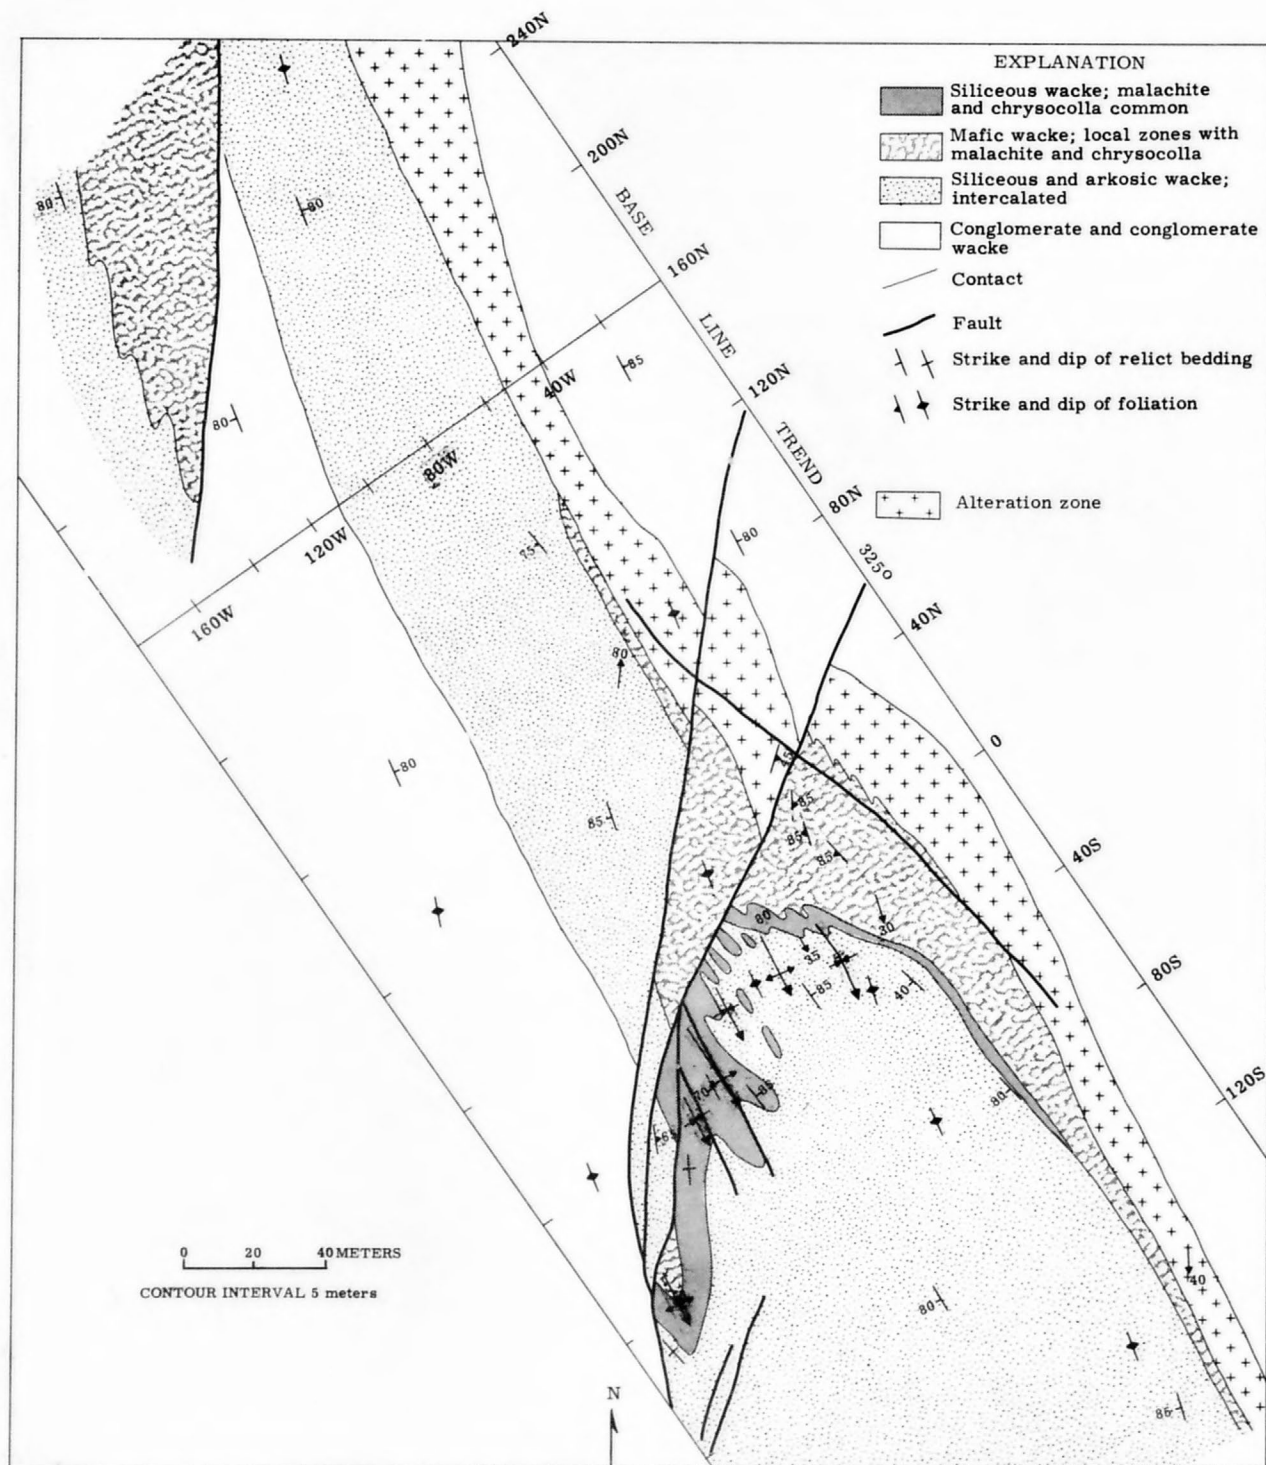 240N
EXPLANATION
Siliceous wacke; malachite
and chrysocolla common
Mafic wacke; local zones with
malachite and chrysocolla
Siliceous and arkosic wacke;
intercalated
Conglomerate and conglomerate
wacke
Contact
Fault
Strike and dip of relict bedding
Strike and dip of foliation
Alteration zone
200N
BASE
160N
LINE
120N
TREND
80N
325°
40N
0
40S
80S
120S
40W
80W
120W
160W
80
80
80
85
80
75
80
80
85
45
85
85
85
80
30
35
85
40
70
85
65
80
40
80
85
0 20 40 METERS
CONTOUR INTERVAL 5 meters
N